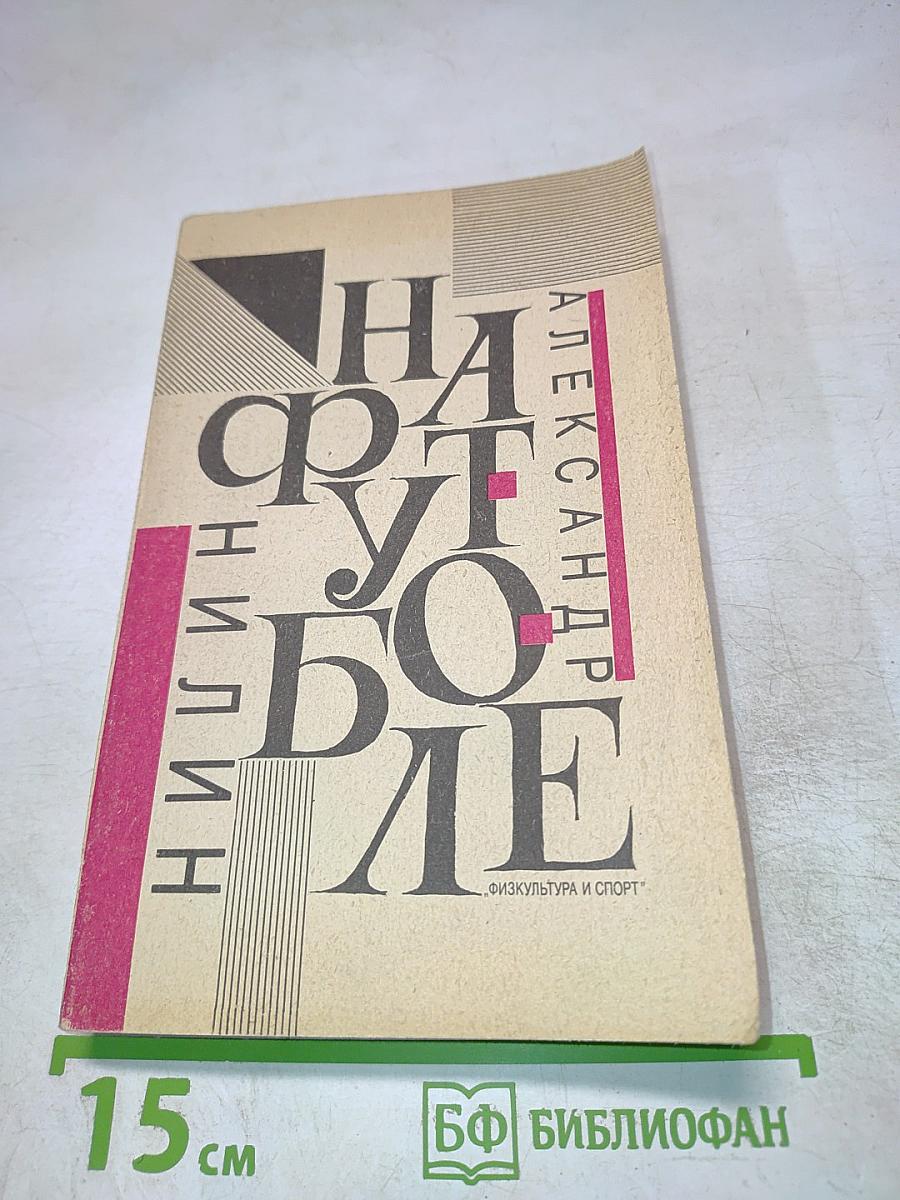 АЛЕКСАНДР
НИЛИН
НА
ФУТ
БО
ЛЕ
„ФИЗКУЛЬТУРА И СПОРТ"
15 см
БФ БИБЛИОФАН